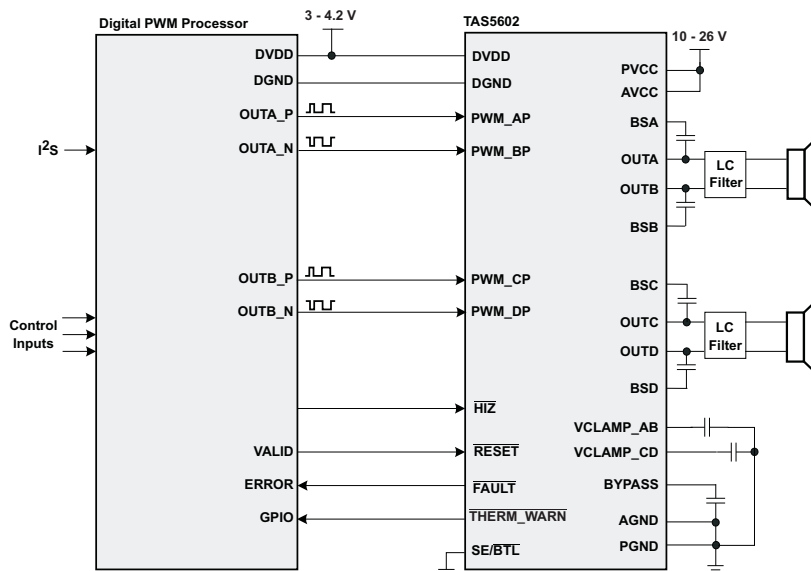 Digital PWM Processor
3 - 4.2 V
TAS5602
10 - 26 V
DVDD
DGND
OUTA_P
OUTA_N
I2S
OUTB_P
OUTB_N
Control
Inputs
VALID
ERROR
GPIO
DVDD
DGND
PWM_AP
PWM_BP
PWM_CP
PWM_DP
HIZ
RESET
FAULT
THERM_WARN
SE/BTL
PVCC
AVCC
BSA
OUTA
OUTB
BSB
BSC
OUTC
OUTD
BSD
VCLAMP_AB
VCLAMP_CD
BYPASS
AGND
PGND
LC
Filter
LC
Filter